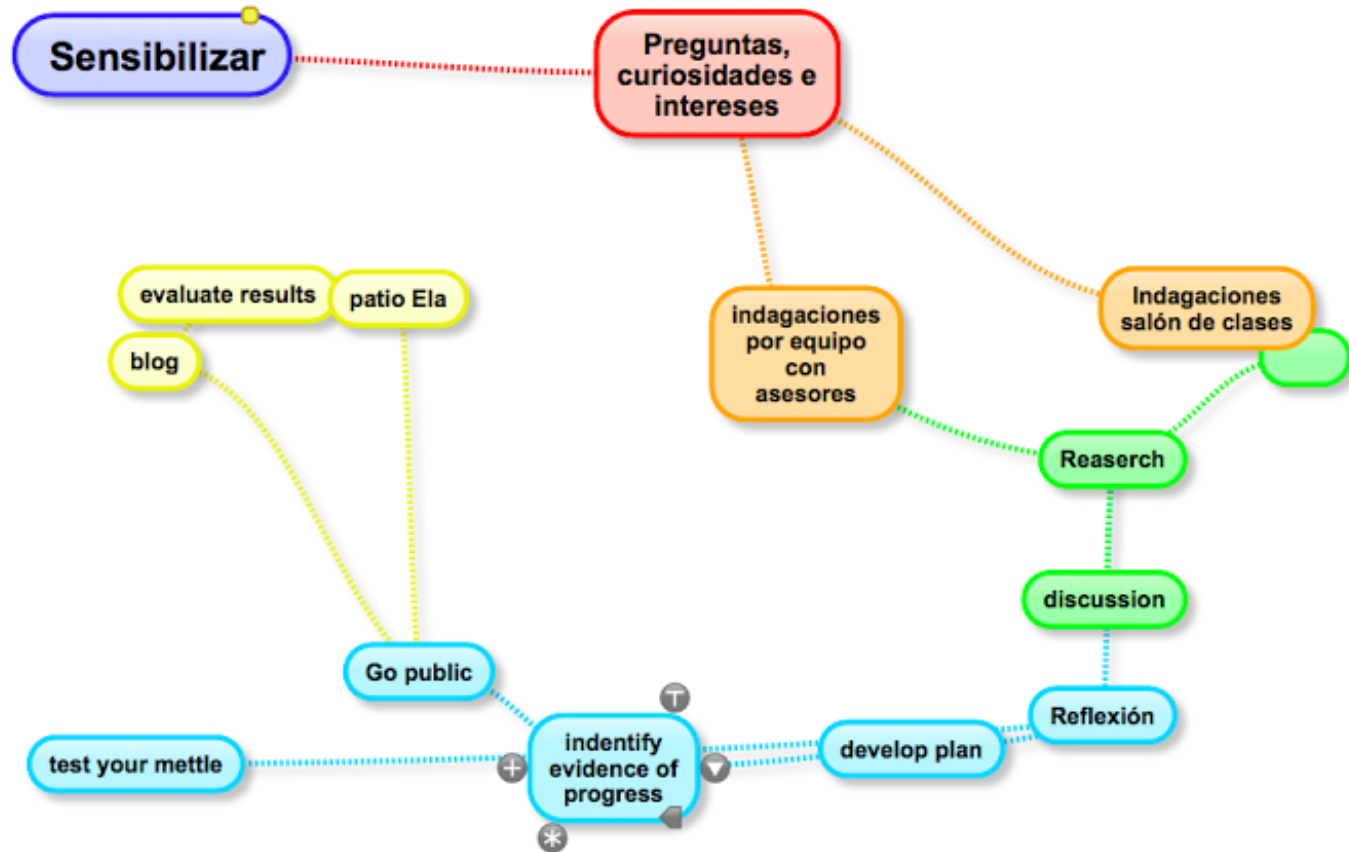 Sensibilizar
Preguntas,
curiosidades e
intereses
evaluate results
patio Ela
blog
indagaciones
por equipo
con
asesores
Indagaciones
salón de clases
Reaserch
discussion
Go public
Reflexión
test your mettle
indentify
evidence of
progress
develop plan